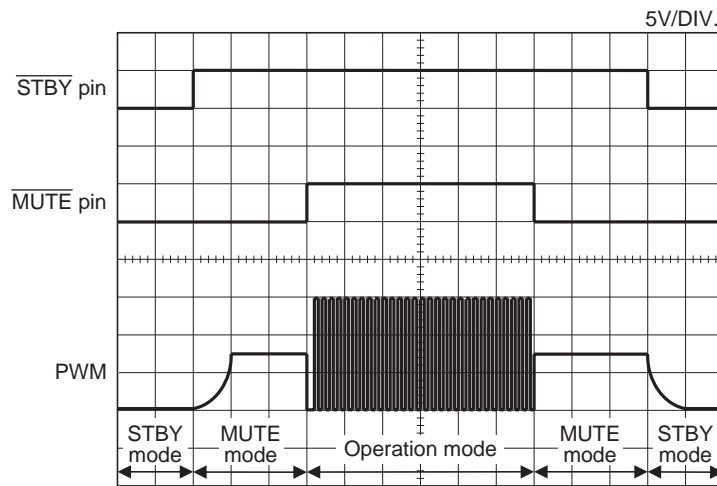 5V/DIV.
STBY pin
MUTE pin
PWM
STBY
mode
MUTE
mode
Operation mode
MUTE
mode
STBY
mode